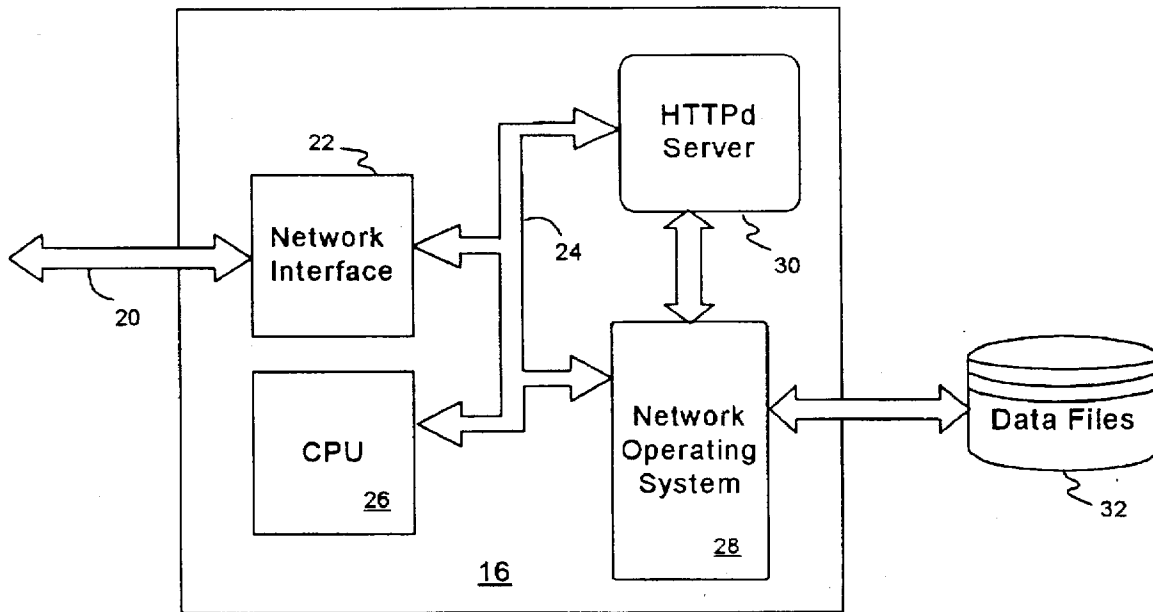 HTTPd
Server
30
22
Network
Interface
24
20
CPU
26
Network
Operating
System
28
Data Files
32
16